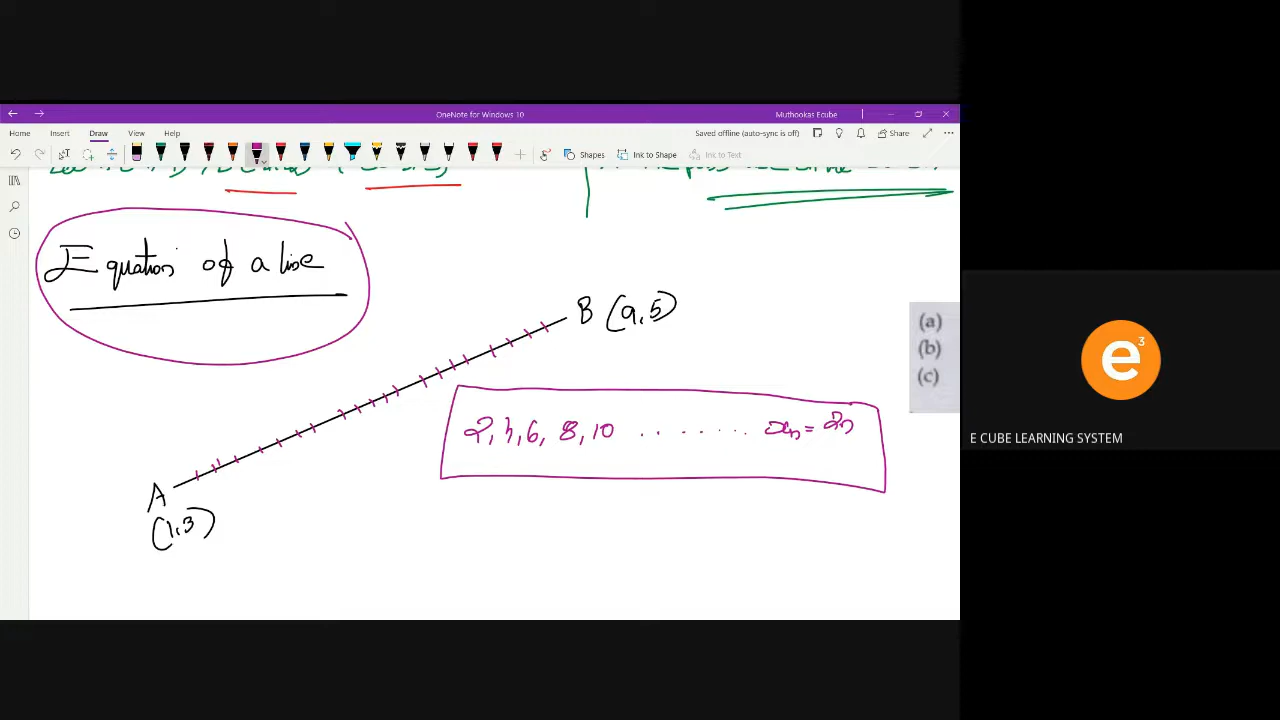 OneNote for Windows 10
Muthookas Ecube
Home Insert Draw View Help
Saved offline (auto-sync is off)
Share
Shapes
Ink to Shape
Ink to Text
Equation of a line
B (9,5)
(a)
(b)
(c)
2, 4, 6, 8, 10 ........ xn = 2n
A
(1,3)
e3
E CUBE LEARNING SYSTEM